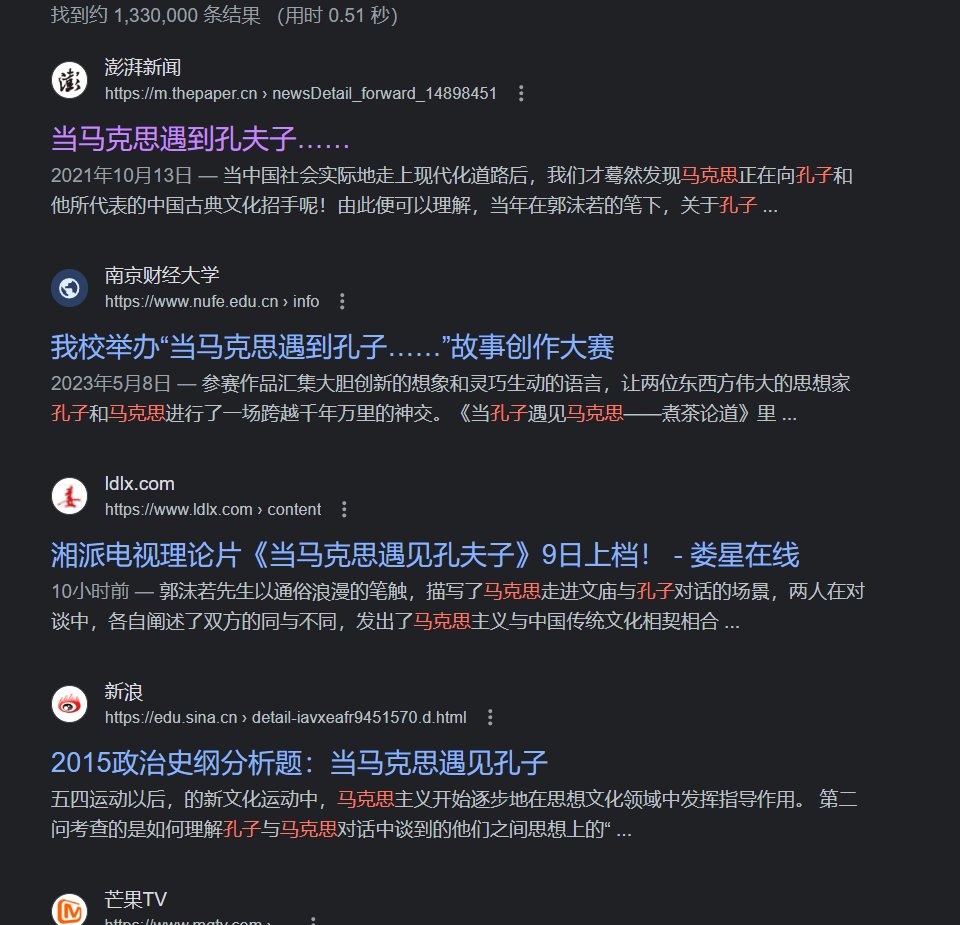 找到约 1,330,000 条结果 （用时 0.51 秒）
澎湃新闻
https://m.thepaper.cn › newsDetail_forward_14898451
当马克思遇到孔夫子……
2021年10月13日 — 当中国社会实际地走上现代化道路后，我们才蓦然发现马克思正在向孔子和
他所代表的中国古典文化招手呢！由此便可以理解，当年在郭沫若的笔下，关于孔子 ...
南京财经大学
https://www.nufe.edu.cn › info
我校举办“当马克思遇到孔子……”故事创作大赛
2023年5月8日 — 参赛作品汇集大胆创新的想象和灵巧生动的语言，让两位东西方伟大的思想家
孔子和马克思进行了一场跨越千年万里的神交。《当孔子遇见马克思——煮茶论道》里 ...
ldlx.com
https://www.ldlx.com › content
湘派电视理论片《当马克思遇见孔夫子》9日上档！ - 娄星在线
10小时前 — 郭沫若先生以通俗浪漫的笔触，描写了马克思走进文庙与孔子对话的场景，两人在对
谈中，各自阐述了双方的同与不同，发出了马克思主义与中国传统文化相契相合 ...
新浪
https://edu.sina.cn › detail-iavxeafr9451570.d.html
2015政治史纲分析题：当马克思遇见孔子
五四运动以后，的新文化运动中，马克思主义开始逐步地在思想文化领域中发挥指导作用。 第二
问考查的是如何理解孔子与马克思对话中谈到的他们之间思想上的“ ...
芒果TV
https://www.mgtv.com ›